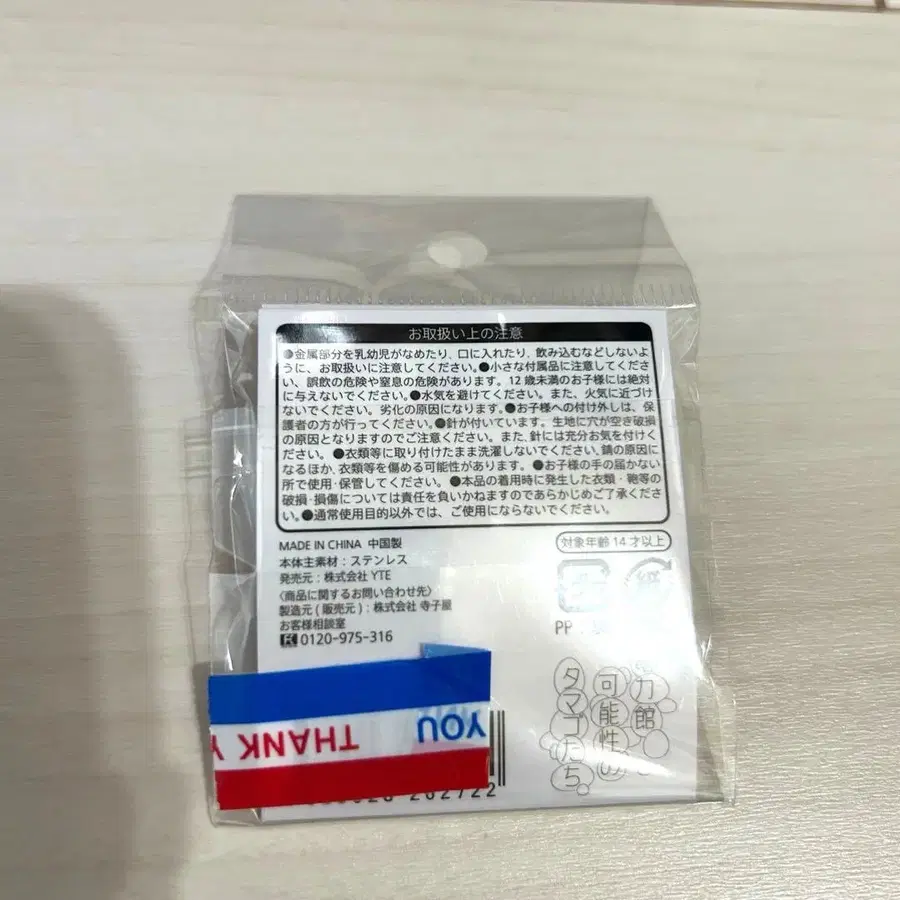 お取扱い上の注意
●金属部分を乳幼児がなめたり、口に入れたり、飲み込むなどしないよ
うに、お取扱いに注意してください。●小さな付属品に注意してくださ
い、誤飲の危険や窒息の危険があります。12歳未満のお子様には絶対
に与えないでください。●水気を避けてください。また、火気に近づけ
ないでください。劣化の原因になります。●お子様への付け外しは、保
護者の方が行ってください。●針が付いています。生地に穴が空き破損
の原因となりますのでご注意ください。また、針には充分お気を付けく
ださい。●衣類等に取り付けたまま洗濯しないでください。錆の原因に
なるほか、衣類等を傷める可能性があります。●お子様の手の届かない
所で使用・保管してください。●本品の着用時に発生した衣類・鞄等の
破損・損傷については責任を負いかねますのであらかじめご了承くださ
い。●通常使用目的以外では、ご使用にならないでください。
MADE IN CHINA 中国製
本体主素材:ステンレス
発売元:株式会社 YTE
〈商品に関するお問い合わせ先〉
製造元(販売元):株式会社 寺子屋
お客様相談室
0120-975-316
対象年齢 14才以上
紙
PP
館
可能性の
タマゴたち。
THANK YOU
262722